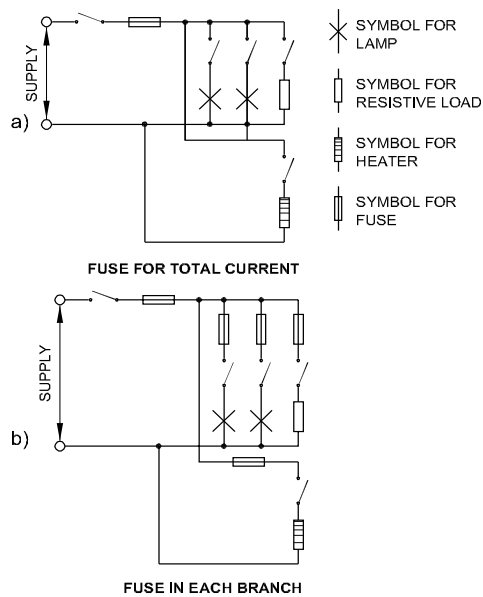 SUPPLY
a)
SYMBOL FOR
LAMP
SYMBOL FOR
RESISTIVE LOAD
SYMBOL FOR
HEATER
SYMBOL FOR
FUSE
FUSE FOR TOTAL CURRENT
SUPPLY
b)
FUSE IN EACH BRANCH